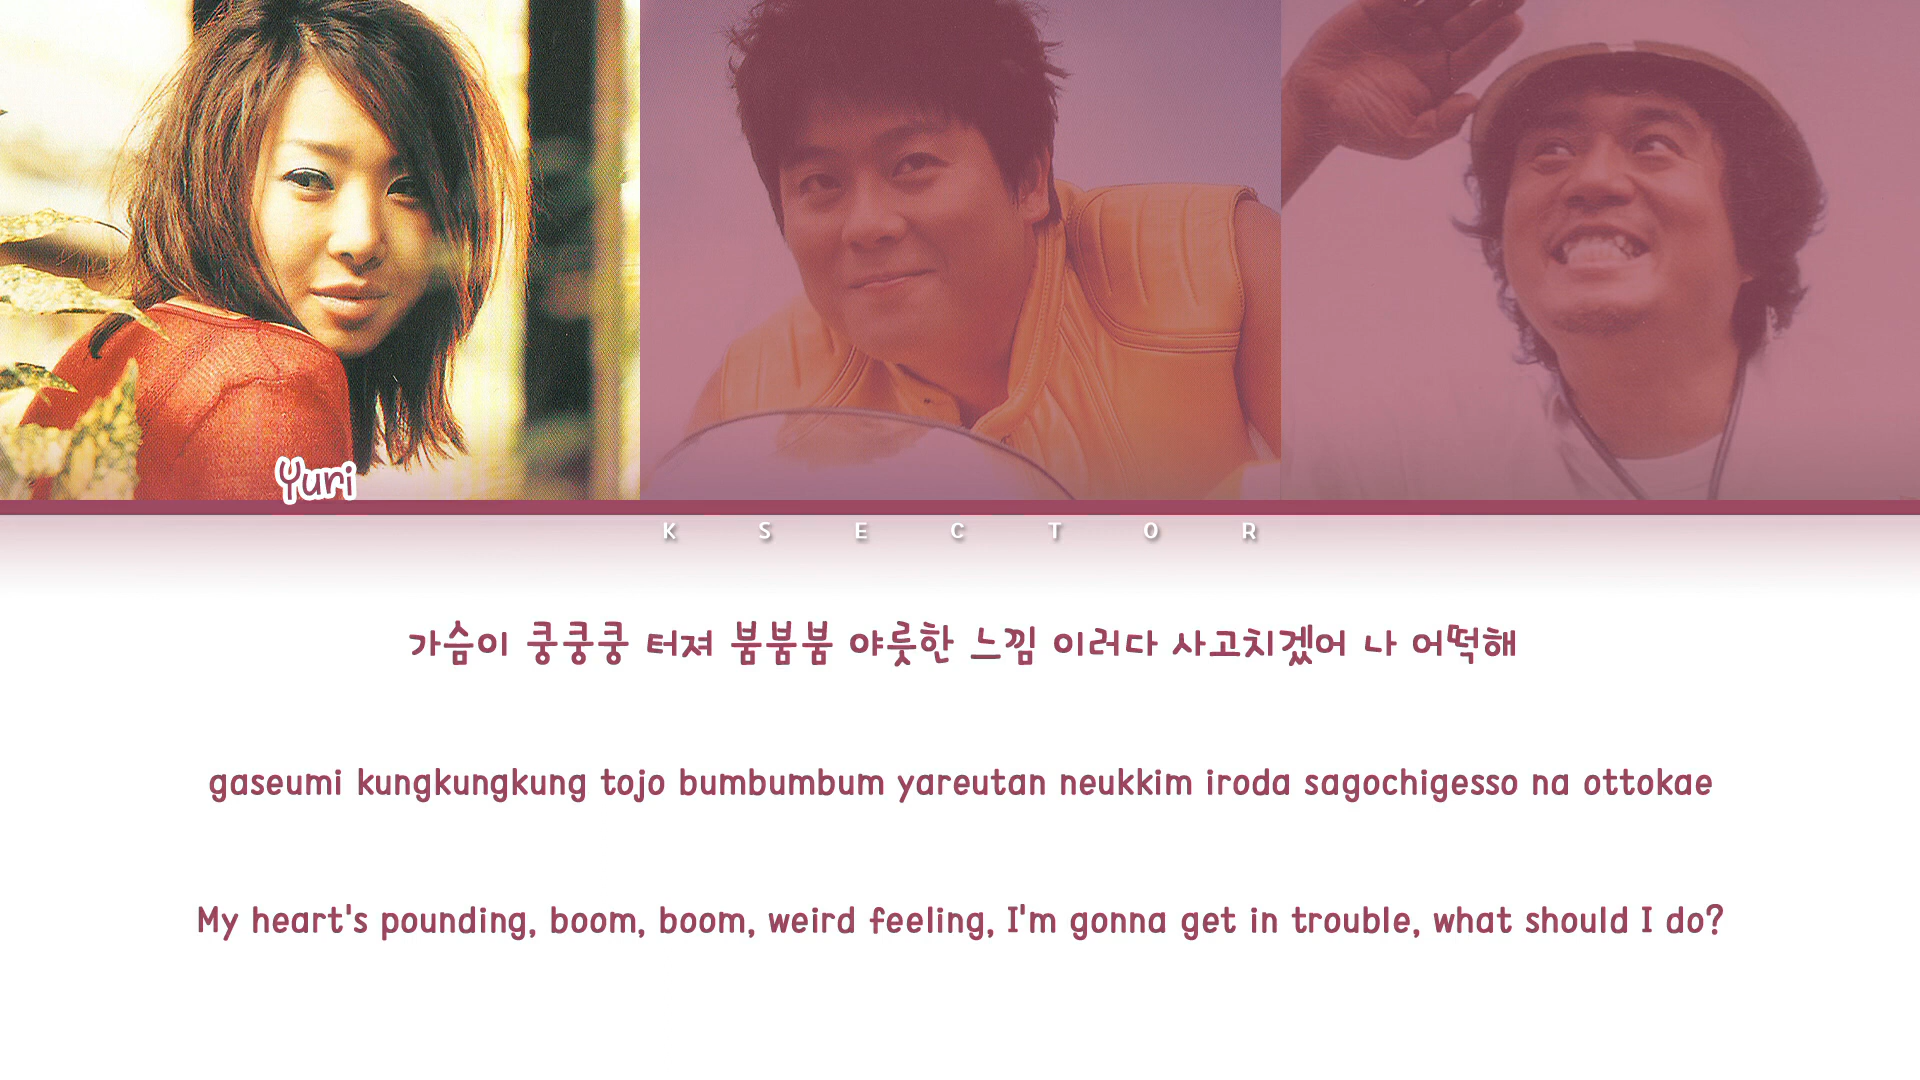 Yuri
K S E C T O R
가슴이 쿵쿵쿵 터져 붐붐붐 야릇한 느낌 이러다 사고치겠어 나 어떡해
gaseumi kungkungkung tojo bumbumbum yareutan neukkim iroda sagochigesso na ottokae
My heart's pounding, boom, boom, weird feeling, I'm gonna get in trouble, what should I do?